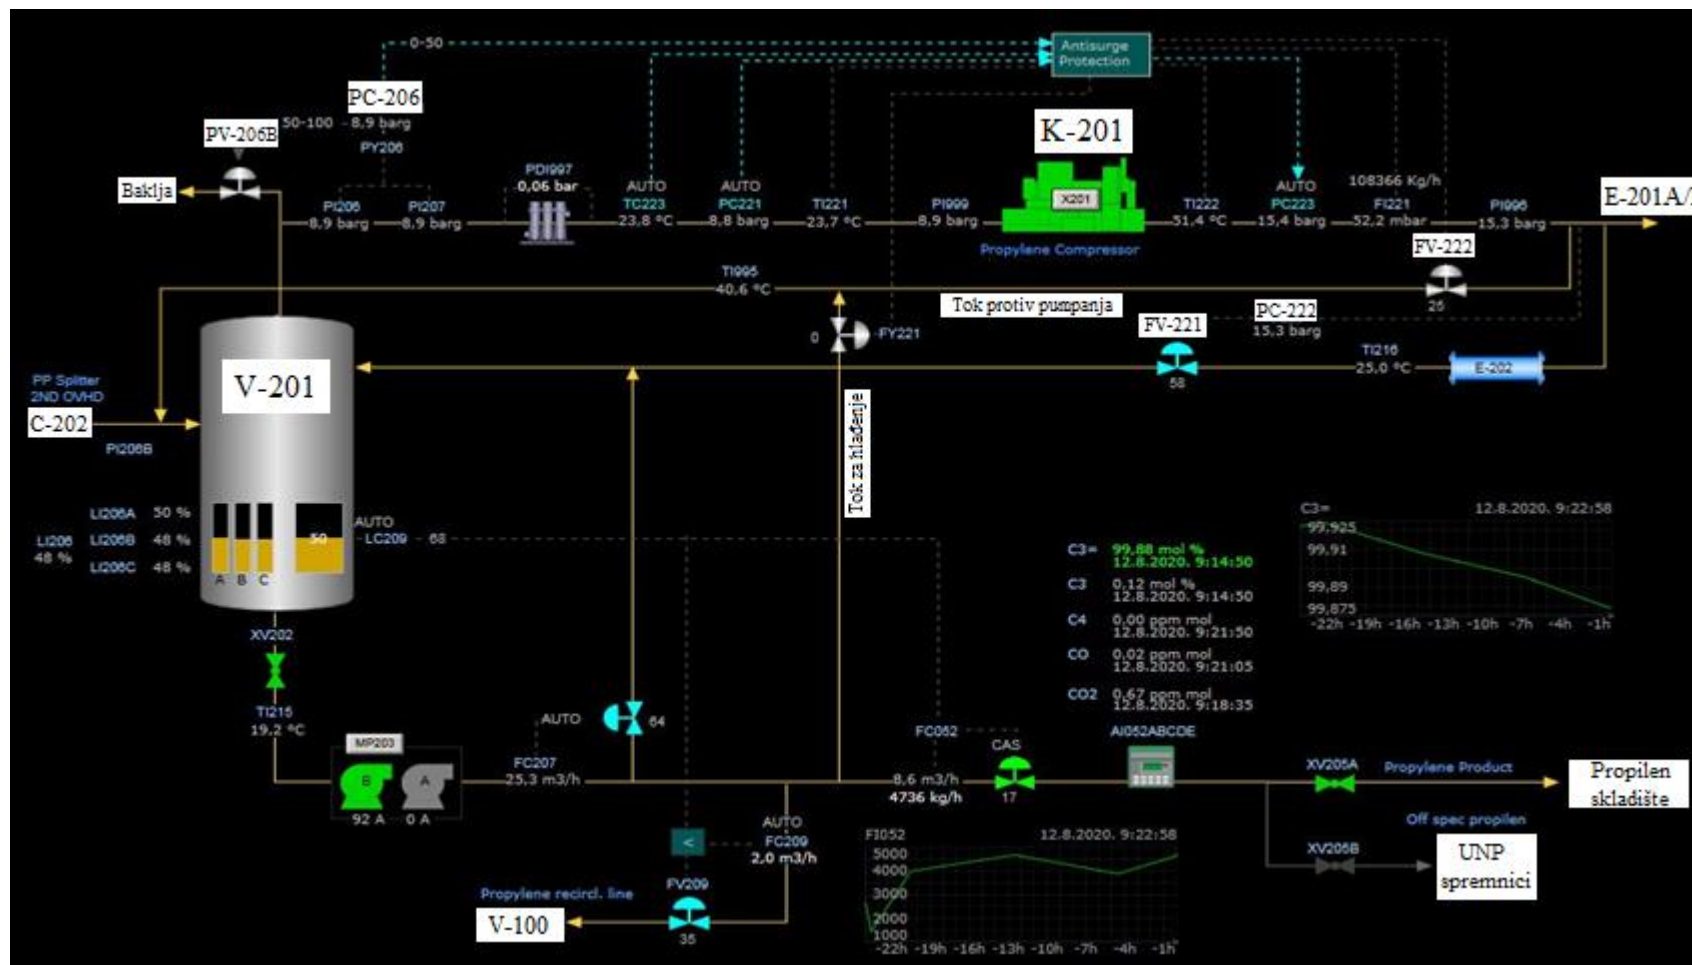 0-50
Antisurge
Protection
PC-206
50-100
8,9 barg
PV-206B
PY206
K-201
Baklja
PDI997
0,06 bar
PI206
8,9 barg
PI207
8,9 barg
AUTO
TC223
23,8 °C
AUTO
PC221
8,8 barg
TI221
23,7 °C
PI999
8,9 barg
X201
Propylene Compressor
TI222
51,4 °C
AUTO
PC223
15,4 barg
108366 Kg/h
FI221
52,2 mbar
PI996
15,3 barg
E-201A/
FV-222
26
TI995
40,6 °C
Tok protiv pumpanja
PC-222
15,3 barg
FV-221
58
0
FY221
TI216
25,0 °C
E-202
V-201
PP Splitter
2ND OVHD
C-202
PI206B
Tok za hlađenje
LI206A 50 %
LI206B 48 %
LI206C 48 %
LI206
48 %
A B C
50
AUTO
LC209 68
C3= 99,88 mol %
12.8.2020. 9:14:50
C3 0,12 mol %
12.8.2020. 9:14:50
C4 0,00 ppm mol
12.8.2020. 9:21:50
CO 0,02 ppm mol
12.8.2020. 9:21:05
CO2 0,67 ppm mol
12.8.2020. 9:18:35
C3= 12.8.2020. 9:22:58
99,925
99,91
99,89
99,875
-22h -19h -16h -13h -10h -7h -4h -1h
XV202
TI215
19,2 °C
MP203
B A
92 A 0 A
AUTO
64
FC207
25,3 m3/h
FC052
8,6 m3/h
4736 kg/h
CAS
17
AI052ABCDE
XV205A
Propylene Product
Propilen
skladište
Off spec propilen
XV205B
UNP
spremnici
AUTO
FC209
2,0 m3/h
<
FV209
35
Propylene recircl. line
V-100
FI052 12.8.2020. 9:22:58
5000
4000
3000
2000
1000
-22h -19h -16h -13h -10h -7h -4h -1h